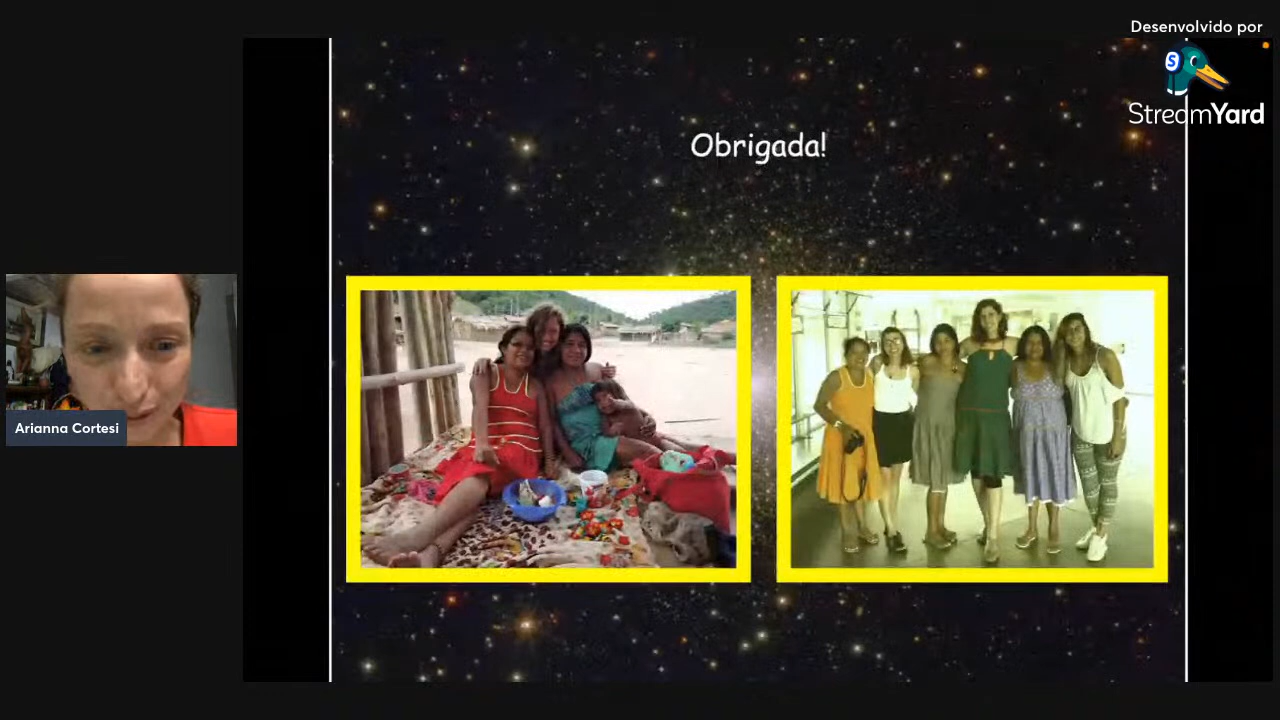 Desenvolvido por
S
StreamYard
Obrigada!
Arianna Cortesi